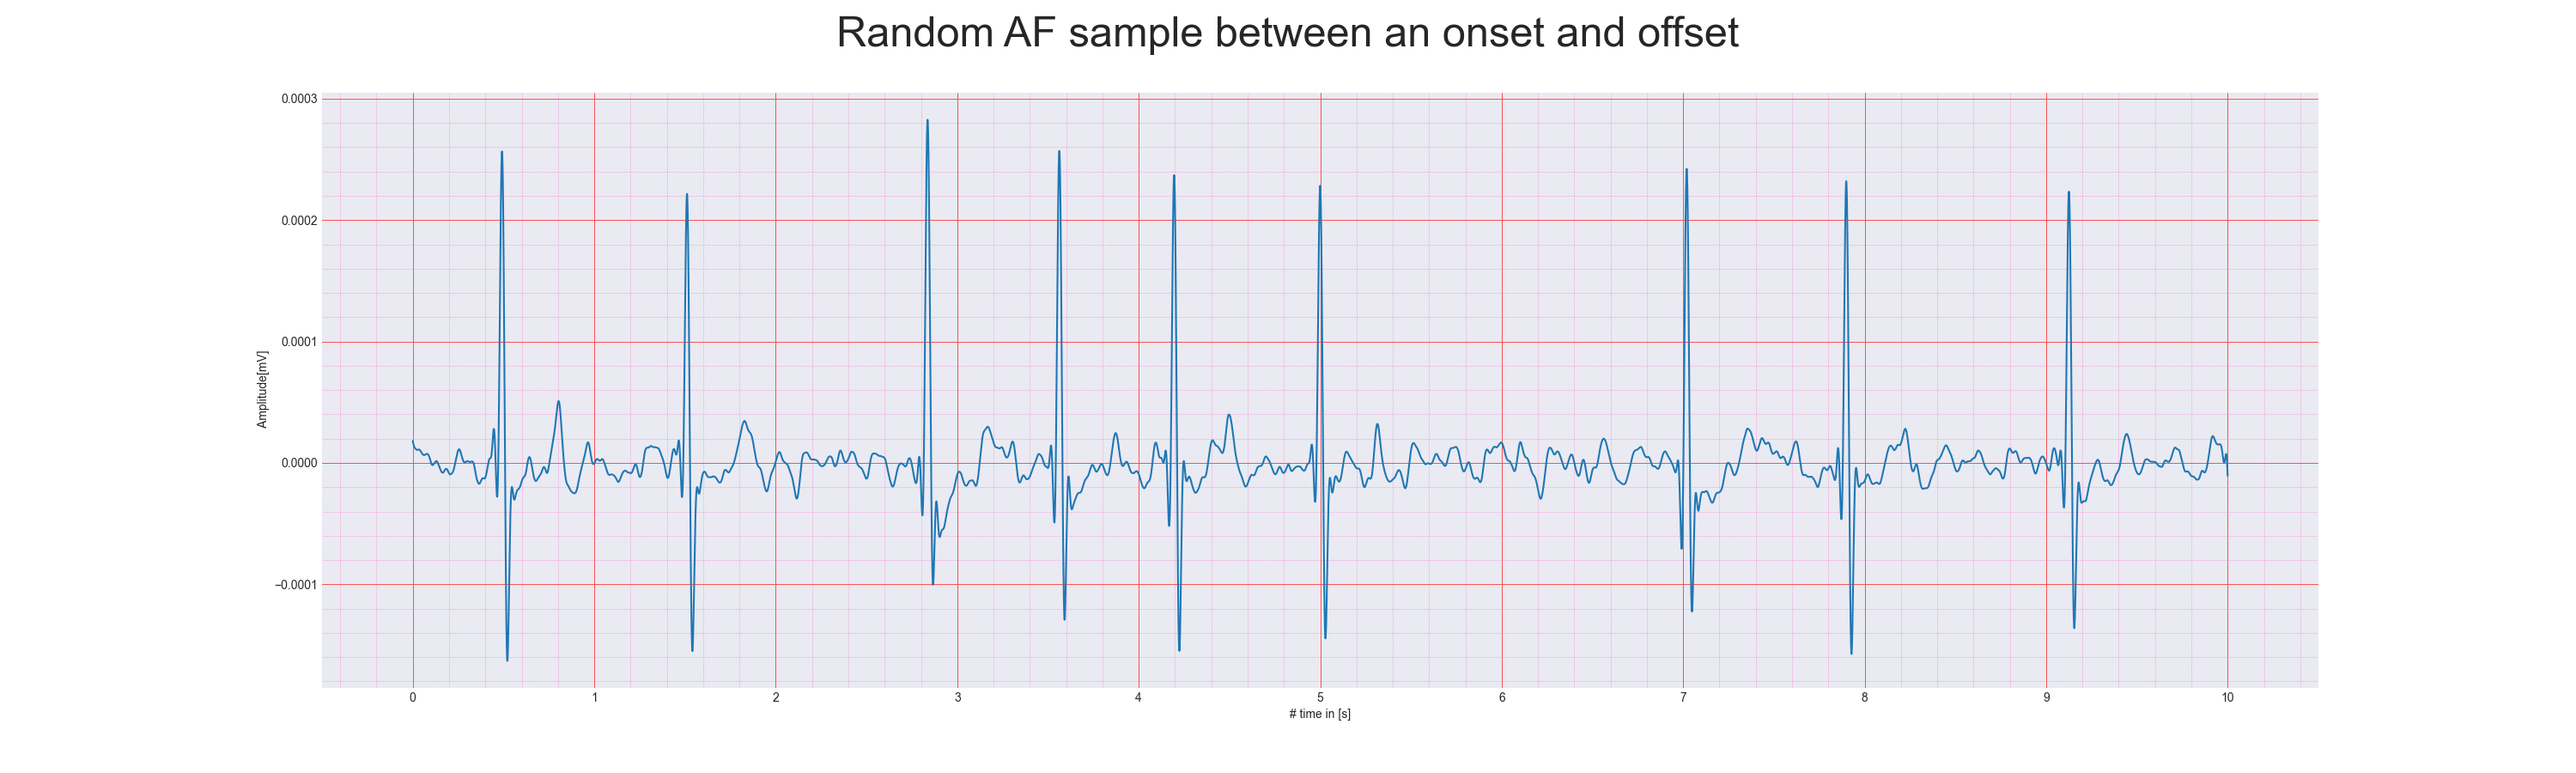 Random AF sample between an onset and offset
0.0003
0.0002
0.0001
0.0000
−0.0001
Amplitude[mV]
0 1 2 3 4 5 6 7 8 9 10
# time in [s]